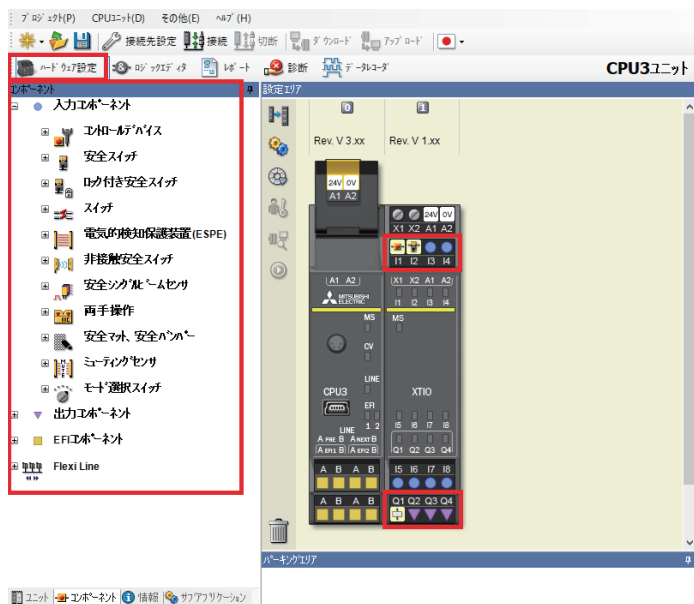 プロジェクト(P) CPUユニット(D) その他(E) ヘルプ(H)
接続先設定 接続 切断 ダウンロード アップロード
ハードウェア設定 ロジックエディタ レポート 診断 データレコーダ CPU3ユニット
コンポーネント
入力コンポーネント
コントロールデバイス
安全スイッチ
ロック付き安全スイッチ
スイッチ
電気的検知保護装置(ESPE)
非接触安全スイッチ
安全シングルビームセンサ
両手操作
安全マット、安全バンパー
ミューティングセンサ
モード選択スイッチ
出力コンポーネント
EFIコンポーネント
Flexi Line
ユニット コンポーネント 情報 サブアプリケーション
設定エリア
0 1
Rev. V 3.xx Rev. V 1.xx
24V 0V
A1 A2
24V 0V
X1 X2 A1 A2
I1 I2 I3 I4
A1 A2
X1 X2 A1 A2
MITSUBISHI ELECTRIC
I1 I2 I3 I4
MS MS
CV
LINE
CPU3 XTIO
EFI
1 2
LINE
I5 I6 I7 I8
A PRE B A NEXT B
A EFI1 B A EFI2 B
Q1 Q2 Q3 Q4
A B A B
I5 I6 I7 I8
A B A B
Q1 Q2 Q3 Q4
パーキングエリア